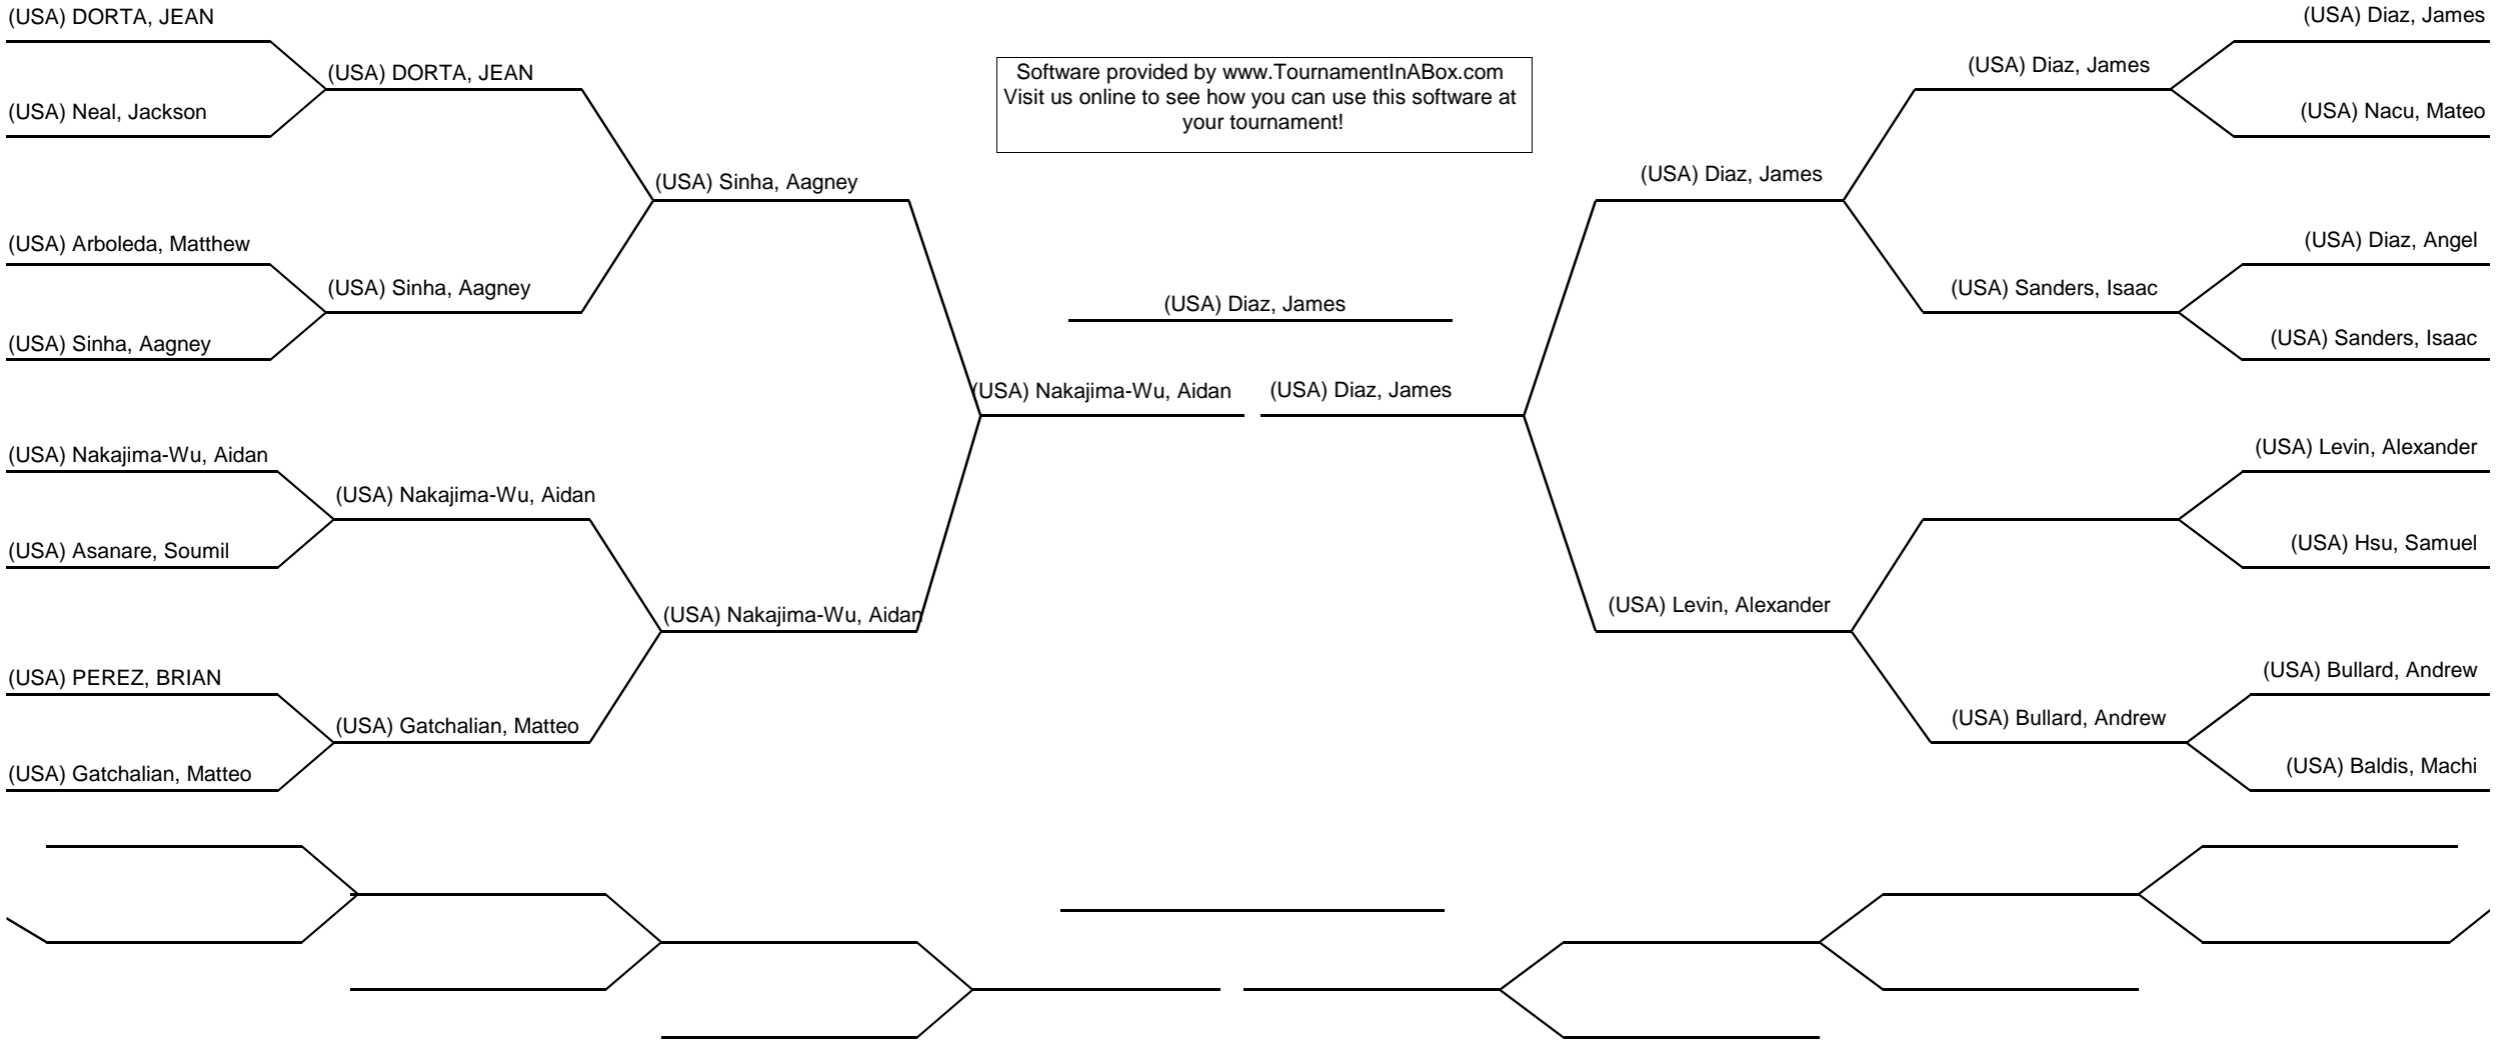 (USA) DORTA, JEAN
(USA) Neal, Jackson
(USA) Arboleda, Matthew
(USA) Sinha, Aagney
(USA) Nakajima-Wu, Aidan
(USA) Asanare, Soumil
(USA) PEREZ, BRIAN
(USA) Gatchalian, Matteo
(USA) DORTA, JEAN
(USA) Sinha, Aagney
(USA) Nakajima-Wu, Aidan
(USA) Gatchalian, Matteo
(USA) Sinha, Aagney
(USA) Nakajima-Wu, Aidan
(USA) Nakajima-Wu, Aidan
Software provided by www.TournamentInABox.com
Visit us online to see how you can use this software at
your tournament!
(USA) Diaz, James
(USA) Diaz, James
(USA) Diaz, James
(USA) Levin, Alexander
(USA) Diaz, James
(USA) Sanders, Isaac
(USA) Bullard, Andrew
(USA) Diaz, James
(USA) Nacu, Mateo
(USA) Diaz, Angel
(USA) Sanders, Isaac
(USA) Levin, Alexander
(USA) Hsu, Samuel
(USA) Bullard, Andrew
(USA) Baldis, Machi